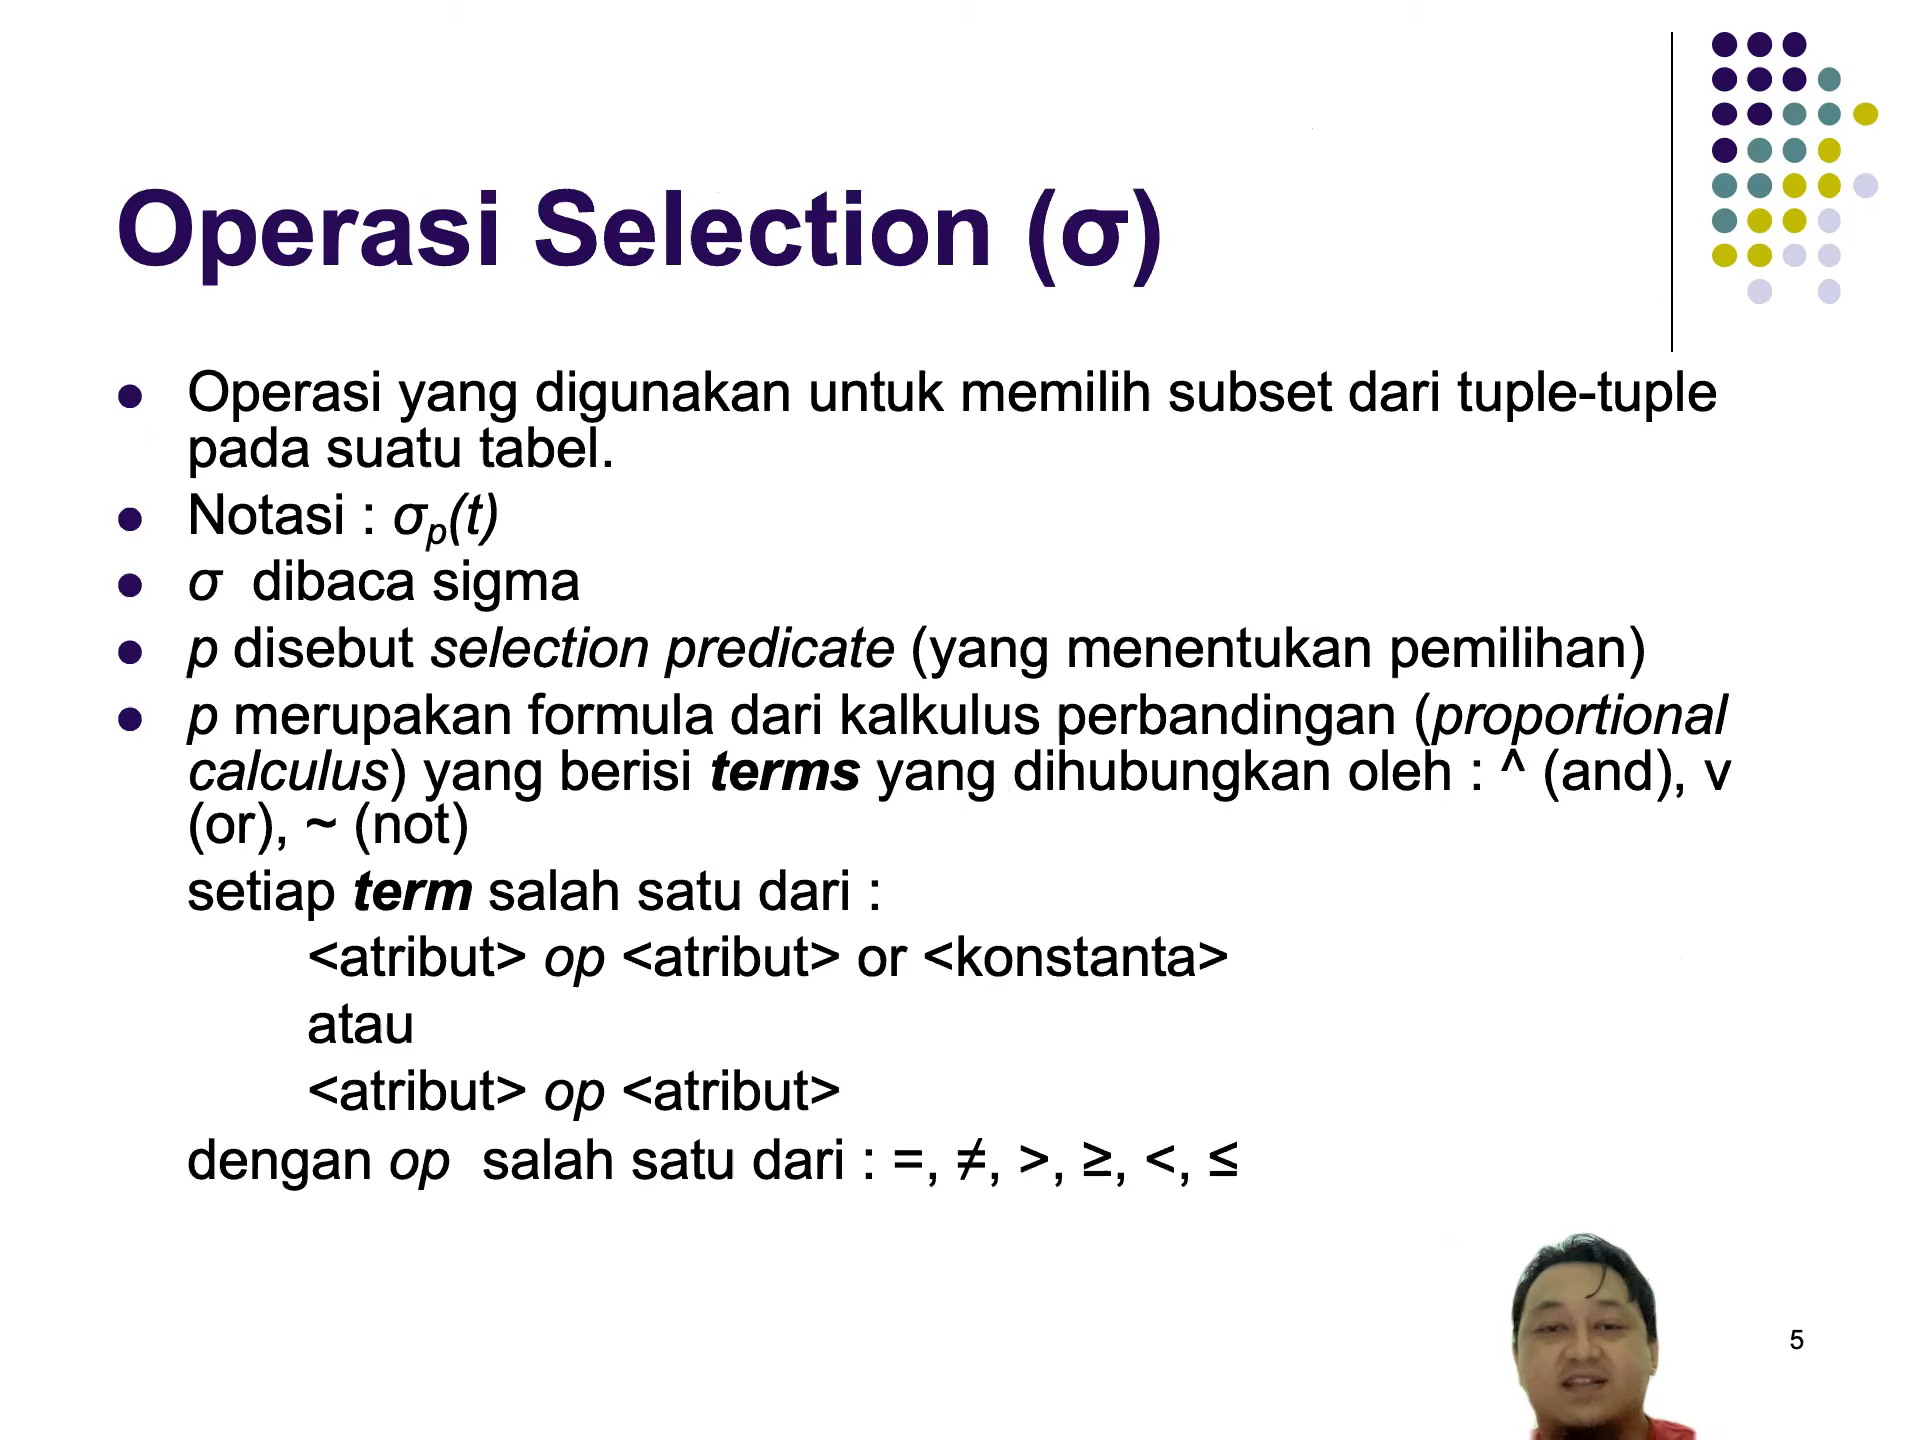 Operasi Selection (σ)
Operasi yang digunakan untuk memilih subset dari tuple-tuple
pada suatu tabel.
Notasi : σp(t)
σ dibaca sigma
p disebut selection predicate (yang menentukan pemilihan)
p merupakan formula dari kalkulus perbandingan (proportional
calculus) yang berisi terms yang dihubungkan oleh : ^ (and), v
(or), ~ (not)
setiap term salah satu dari :
<atribut> op <atribut> or <konstanta>
atau
<atribut> op <atribut>
dengan op salah satu dari : =, ≠, >, ≥, <, ≤
5